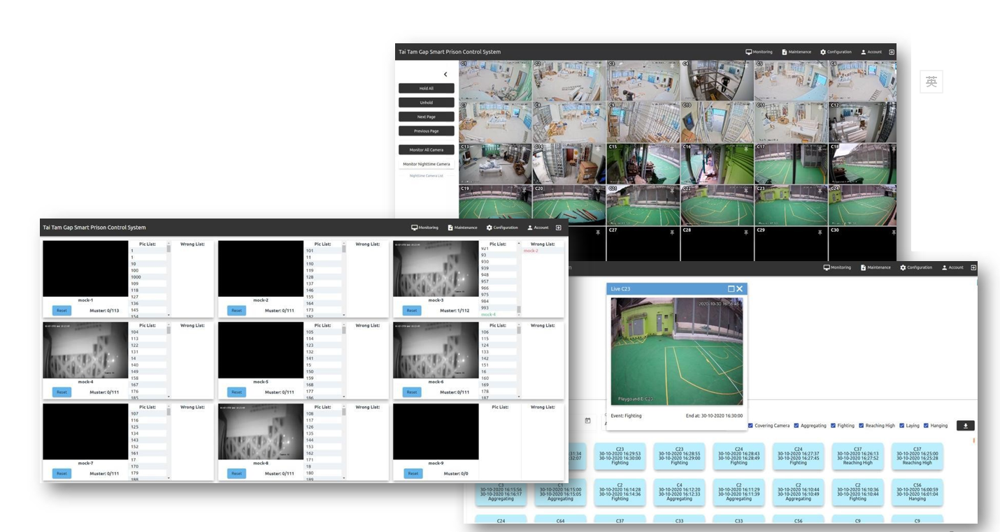 Tai Tam Gap Smart Prison Control System
Monitoring
Maintenance
Configuration
Account
Hold All
Unhold
Next Page
Previous Page
Monitor All Camera
Monitor Nighttime Camera
Nighttime Camera List
C1
C2
C3
C4
C5
C6
C7
C8
C9
C10
C11
C12
C13
C14
C15
C16
C17
C18
C19
C20
C21
C22
C23
C24
C27
C28
C29
C30
英
Tai Tam Gap Smart Prison Control System
Monitoring
Maintenance
Configuration
Account
Pic List:
Wrong List:
1
1
10
100
1000
109
118
127
136
145
154
mock-1
Reset
Muster: 0/113
Pic List:
Wrong List:
101
11
110
119
128
137
146
155
164
173
182
mock-2
Reset
Muster: 0/111
Pic List:
Wrong List:
921
93
930
939
948
957
966
975
984
993
mock-4
mock-2
mock-3
Reset
Muster: 1/112
Pic List:
Wrong List:
104
113
122
131
14
140
149
158
167
176
185
mock-4
Reset
Muster: 0/111
Pic List:
Wrong List:
105
114
123
132
141
15
150
159
168
177
186
mock-5
Reset
Muster: 0/111
Pic List:
Wrong List:
106
115
124
133
142
151
16
160
169
178
187
mock-6
Reset
Muster: 0/111
Pic List:
Wrong List:
107
116
125
134
143
152
161
17
170
179
188
mock-7
Reset
Muster: 0/111
Pic List:
Wrong List:
108
117
126
135
144
153
162
171
18
180
189
mock-8
Reset
Muster: 0/111
Pic List:
Wrong List:
mock-9
Reset
Muster: 0/0
Monitoring
Maintenance
Configuration
Account
Live C23
2020-10-30 16:16:46
Playgound D C23
Event: Fighting
End at: 30-10-2020 16:30:00
Covering Camera
Aggregating
Fighting
Reaching High
Laying
Hanging
C23
30-10-2020 16:29:53
30-10-2020 16:30:00
Fighting
C23
30-10-2020 16:28:55
30-10-2020 16:29:00
Fighting
C24
30-10-2020 16:28:43
30-10-2020 16:28:49
Fighting
C24
30-10-2020 16:27:37
30-10-2020 16:27:45
Fighting
C37
30-10-2020 16:26:13
30-10-2020 16:27:52
Reaching High
C37
30-10-2020 16:25:00
30-10-2020 16:25:28
Reaching High
C3
30-10-2020 16:15:56
30-10-2020 16:16:17
Aggregating
C1
30-10-2020 16:15:00
30-10-2020 16:15:05
Aggregating
C2
30-10-2020 16:14:28
30-10-2020 16:14:36
Fighting
C4
30-10-2020 16:12:20
30-10-2020 16:12:33
Aggregating
C2
30-10-2020 16:11:29
30-10-2020 16:11:39
Aggregating
C2
30-10-2020 16:10:44
30-10-2020 16:10:49
Aggregating
C2
30-10-2020 16:10:36
30-10-2020 16:10:44
Fighting
C56
30-10-2020 16:00:59
30-10-2020 16:01:04
Hanging
C24
C64
C37
C33
C33
C56
C9
C9